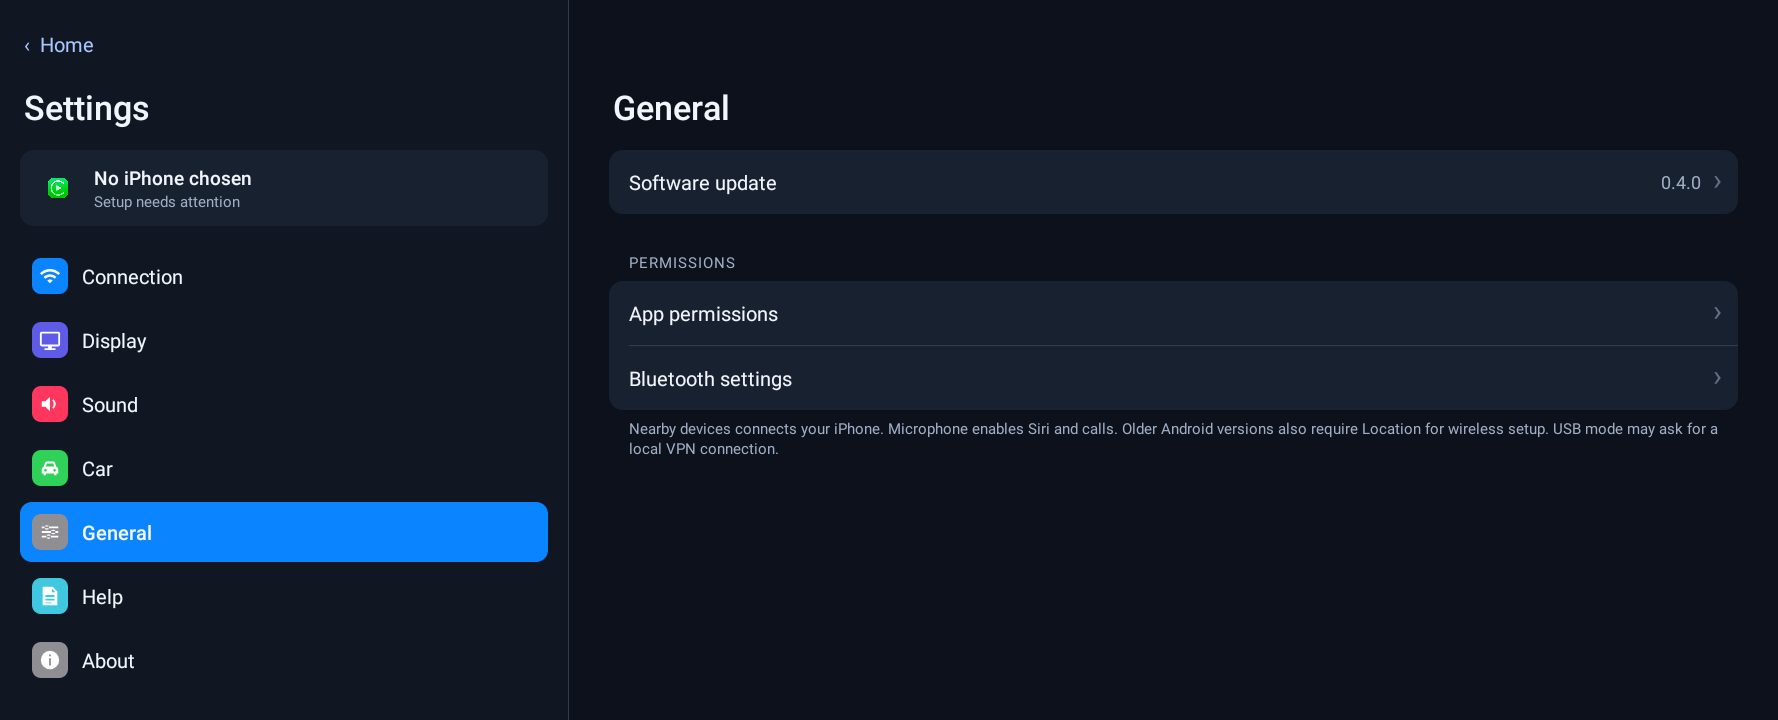 ‹ Home
Settings
No iPhone chosen
Setup needs attention
Connection
Display
Sound
Car
General
Help
About
General
Software update 0.4.0 ›
PERMISSIONS
App permissions ›
Bluetooth settings ›
Nearby devices connects your iPhone. Microphone enables Siri and calls. Older Android versions also require Location for wireless setup. USB mode may ask for a
local VPN connection.